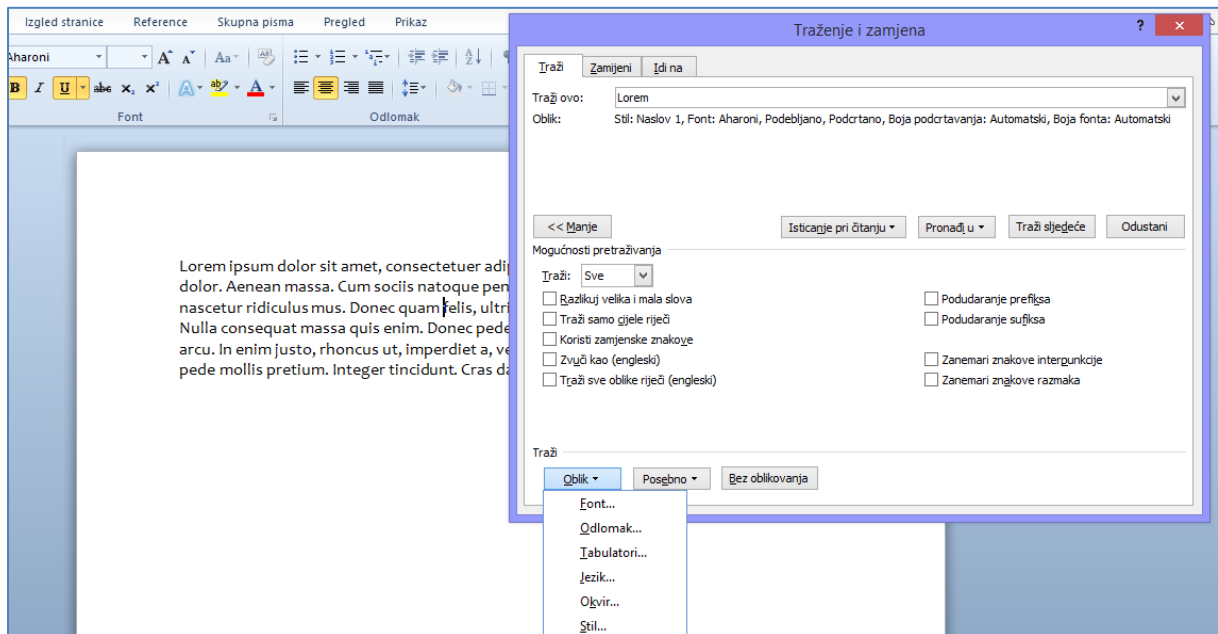 Izgled stranice Reference Skupna pisma Pregled Prikaz
Aharoni
Aa
B I U abc x₂ x² A ab A
Font Odlomak
Traženje i zamjena
Traži Zamijeni Idi na
Traži ovo: Lorem
Oblik: Stil: Naslov 1, Font: Aharoni, Podebljano, Podcrtano, Boja podcrtavanja: Automatski, Boja fonta: Automatski
<< Manje Isticanje pri čitanju Pronađi u Traži sljedeće Odustani
Mogućnosti pretraživanja
Traži: Sve
Razlikuj velika i mala slova Podudaranje prefiksa
Traži samo cijele riječi Podudaranje sufiksa
Koristi zamjenske znakove
Zvuči kao (engleski) Zanemari znakove interpunkcije
Traži sve oblike riječi (engleski) Zanemari znakove razmaka
Traži
Oblik Posebno Bez oblikovanja
Font...
Odlomak...
Tabulatori...
Jezik...
Okvir...
Stil...
Lorem ipsum dolor sit amet, consectetuer adi
dolor. Aenean massa. Cum sociis natoque pen
nascetur ridiculus mus. Donec quam felis, ultri
Nulla consequat massa quis enim. Donec pede
arcu. In enim justo, rhoncus ut, imperdiet a, ve
pede mollis pretium. Integer tincidunt. Cras da